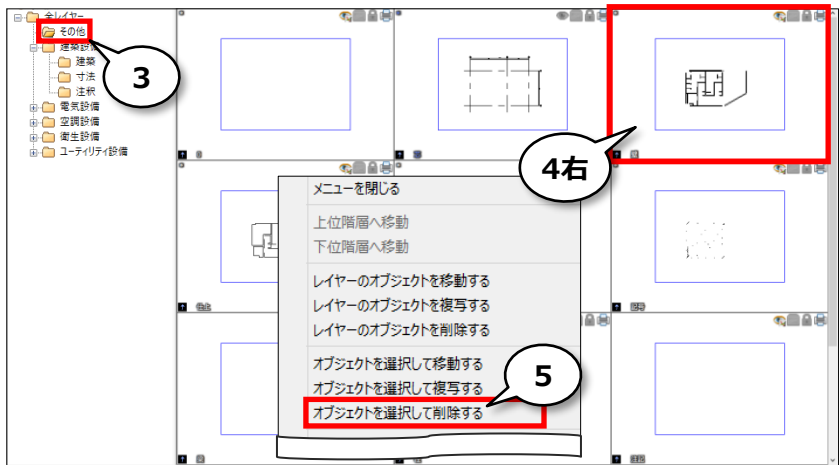 全レイヤー
その他
建築設備
建築
寸法
注釈
電気設備
空調設備
衛生設備
ユーティリティ設備
3
4右
仕上
記号
メニューを閉じる
上位階層へ移動
下位階層へ移動
レイヤーのオブジェクトを移動する
レイヤーのオブジェクトを複写する
レイヤーのオブジェクトを削除する
オブジェクトを選択して移動する
オブジェクトを選択して複写する
オブジェクトを選択して削除する
5